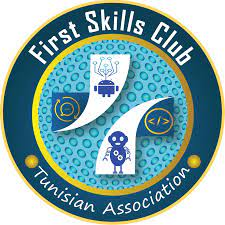 First Skills Club
</>
Tunisian Association